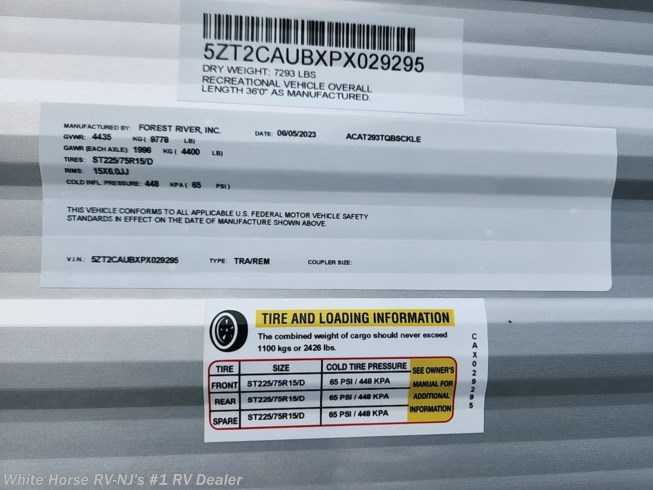 5ZT2CAUBXPX029295
DRY WEIGHT: 7293 LBS
RECREATIONAL VEHICLE OVERALL
LENGTH 36'0" AS MANUFACTURED.
MANUFACTURED BY: FOREST RIVER, INC. DATE: 06/05/2023 ACAT293TQBSCKLE
GVWR: 4435 KG ( 9778 LB)
GAWR (EACH AXLE): 1996 KG ( 4400 LB)
TIRES: ST225/75R15/D
RIMS: 15X6.0JJ
COLD INFL. PRESSURE: 448 KPA ( 65 PSI )
THIS VEHICLE CONFORMS TO ALL APPLICABLE U.S. FEDERAL MOTOR VEHICLE SAFETY
STANDARDS IN EFFECT ON THE DATE OF MANUFACTURE SHOWN ABOVE.
V.I.N.: 5ZT2CAUBXPX029295 TYPE: TRA/REM COUPLER SIZE:
TIRE AND LOADING INFORMATION
The combined weight of cargo should never exceed
1100 kgs or 2426 lbs.
TIRE SIZE COLD TIRE PRESSURE SEE OWNER'S
FRONT ST225/75R15/D 65 PSI / 448 KPA MANUAL FOR
REAR ST225/75R15/D 65 PSI / 448 KPA ADDITIONAL
SPARE ST225/75R15/D 65 PSI / 448 KPA INFORMATION
CAX029295
White Horse RV-NJ's #1 RV Dealer